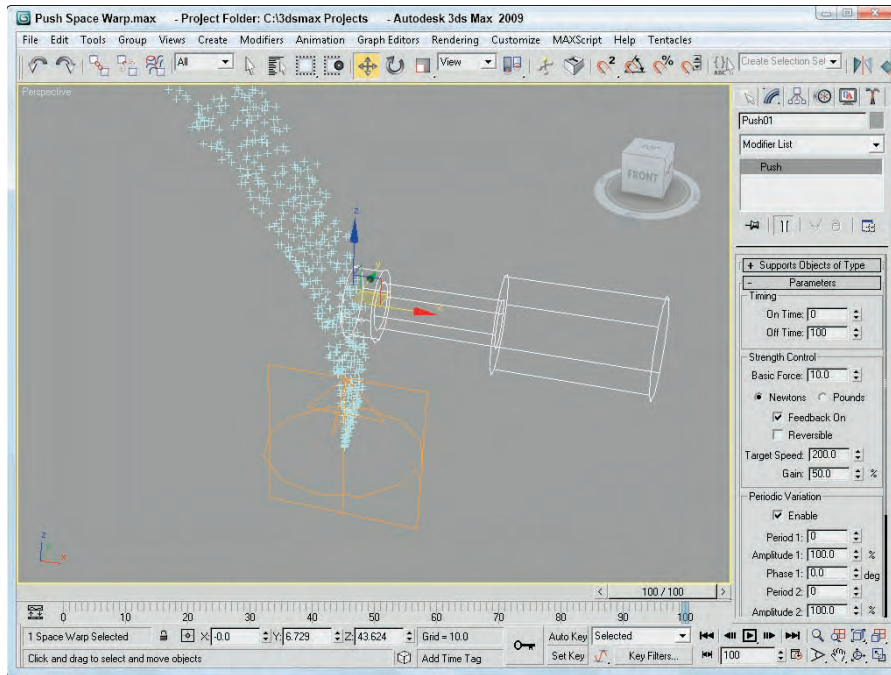 Push Space Warp.max - Project Folder: C:\3dsmax Projects - Autodesk 3ds Max 2009
File Edit Tools Group Views Create Modifiers Animation Graph Editors Rendering Customize MAXScript Help Tentacles
All View Create Selection Set
Perspective
Push01
Modifier List
Push
FRONT
z
y
x
+ Supports Objects of Type
- Parameters
Timing
On Time: 0
Off Time: 100
Strength Control
Basic Force: 10.0
Newtons Pounds
Feedback On
Reversible
Target Speed: 200.0
Gain: 50.0 %
Periodic Variation
Enable
Period 1: 0
Amplitude 1: 100.0 %
Phase 1: 0.0 deg
Period 2: 0
Amplitude 2: 100.0 %
z
x
< 100 / 100 >
0 10 20 30 40 50 60 70 80 90 100
1 Space Warp Selected X: -0.0 Y: 6.729 Z: 43.624 Grid = 10.0 Auto Key Selected
Click and drag to select and move objects Add Time Tag Set Key Key Filters... 100